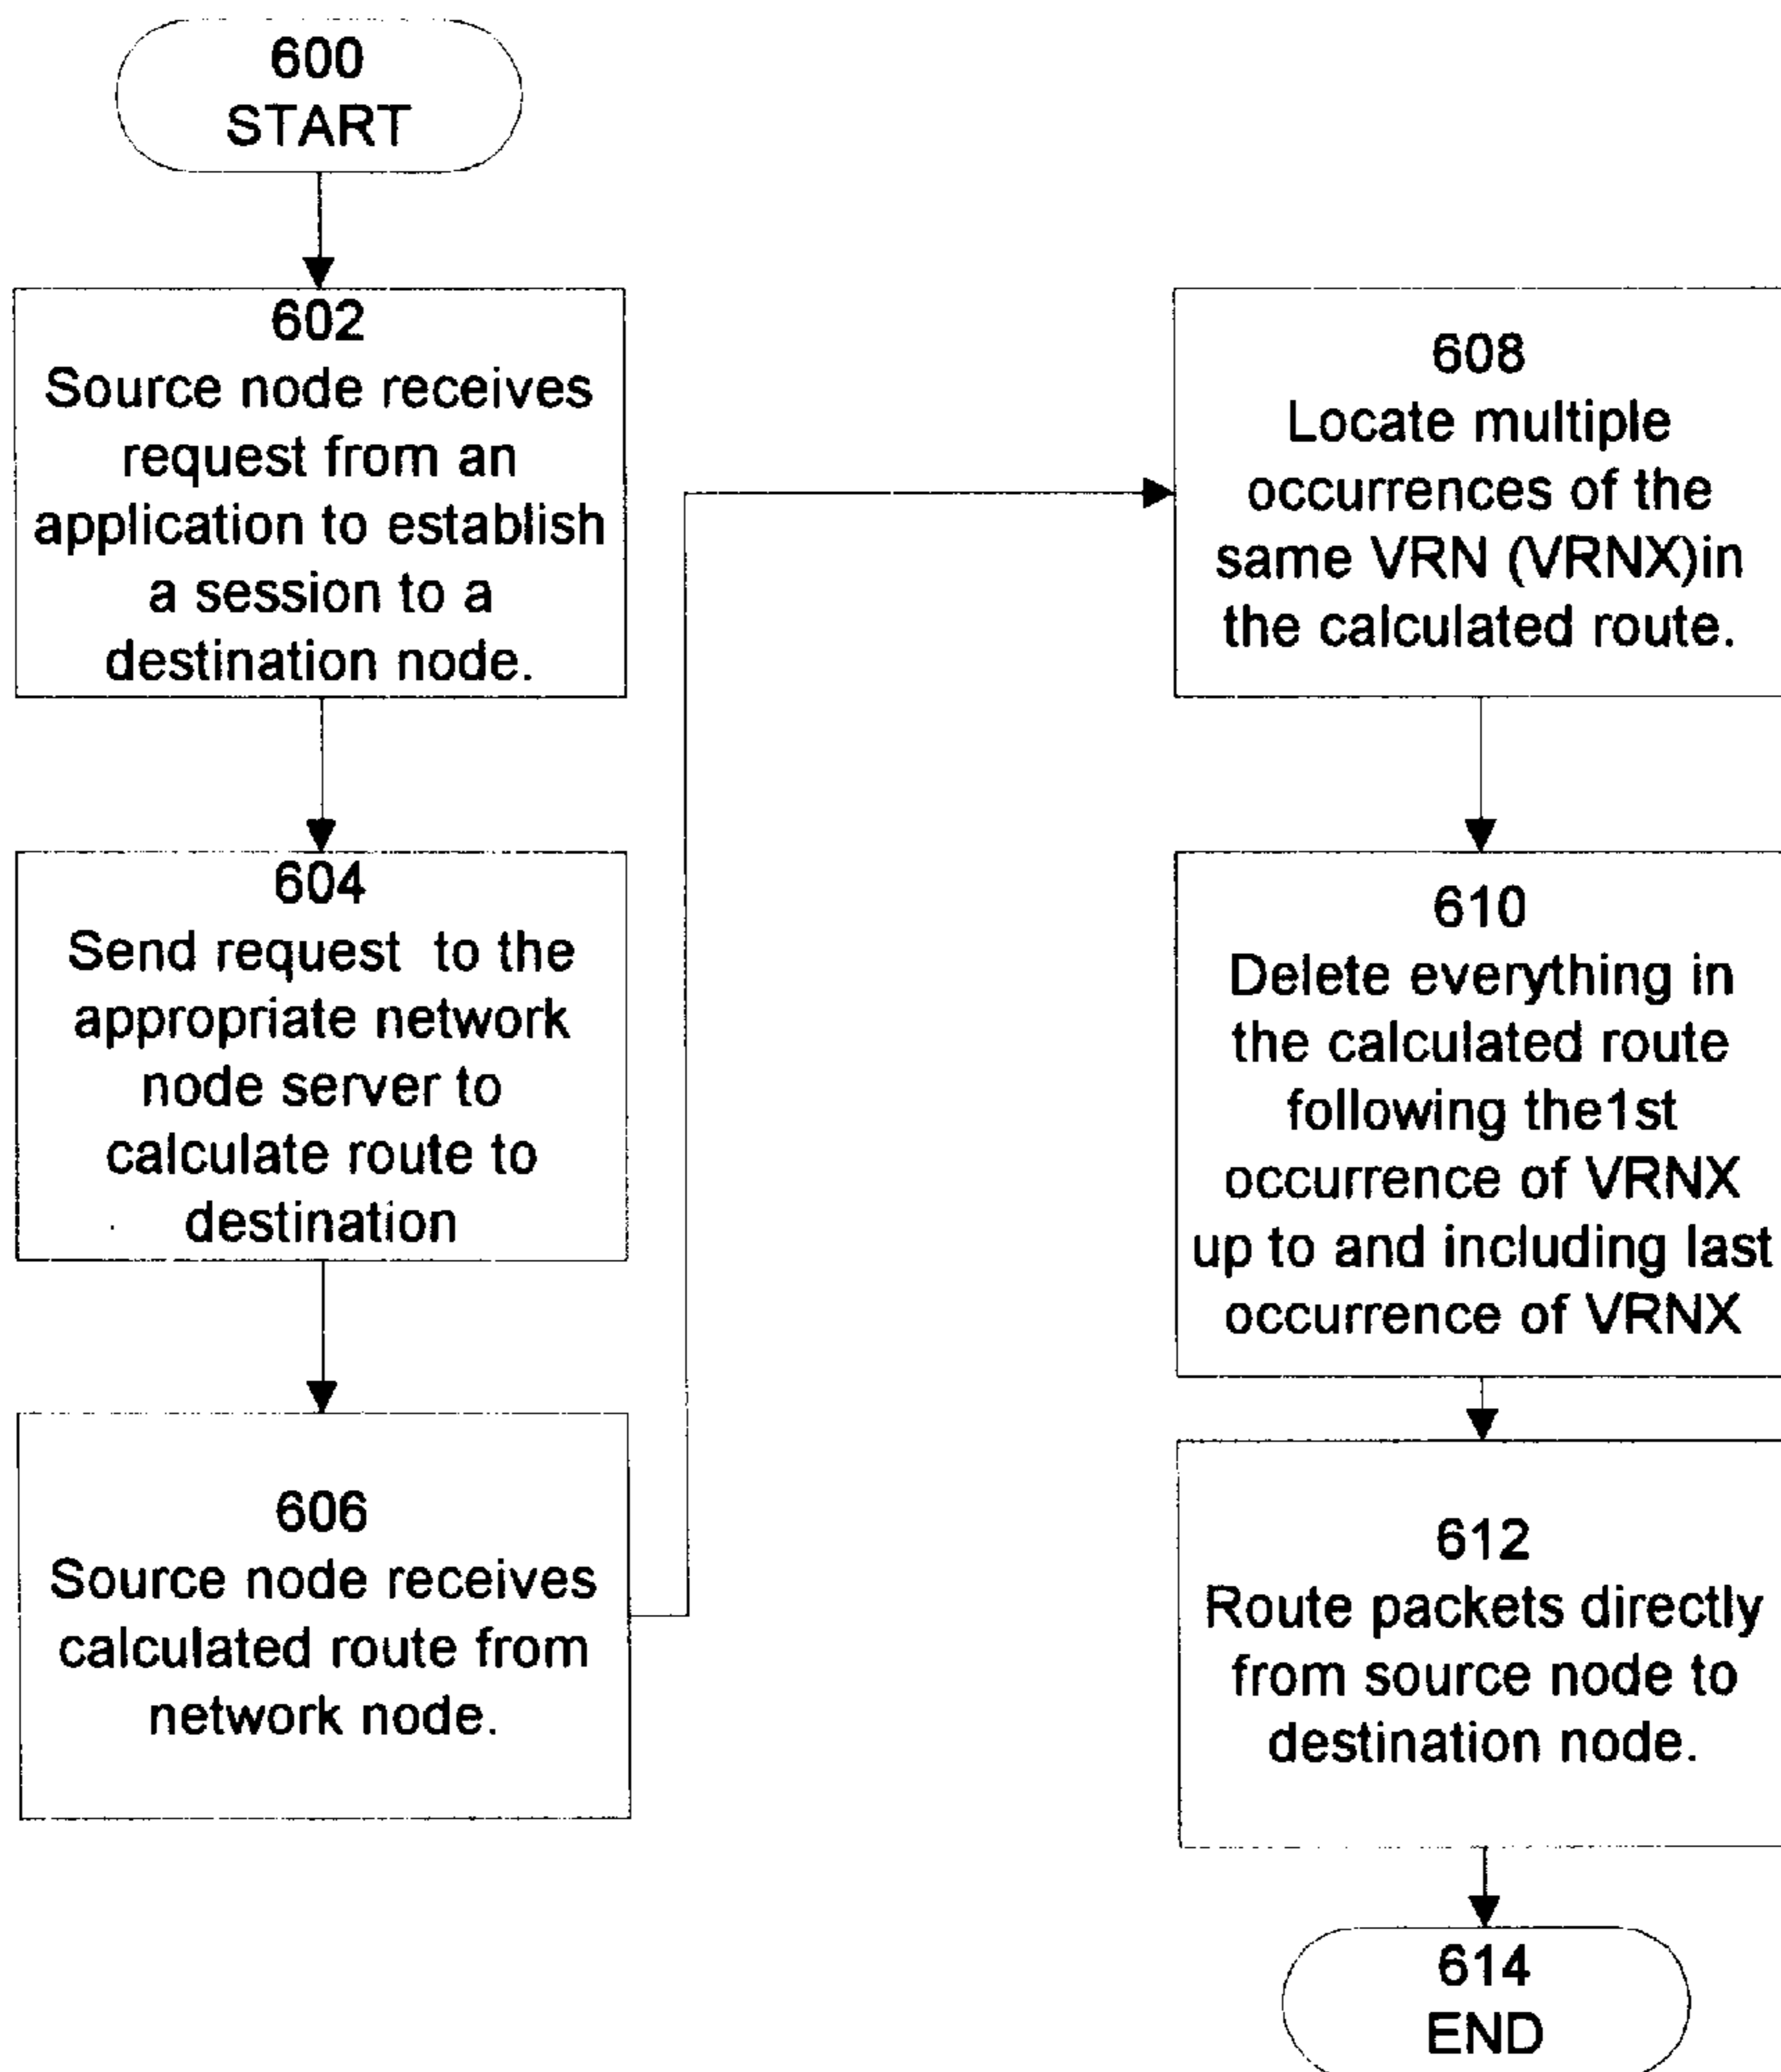 600
START
602
Source node receives
request from an
application to establish
a session to a
destination node.
604
Send request to the
appropriate network
node server to
calculate route to
destination
606
Source node receives
calculated route from
network node.
608
Locate multiple
occurrences of the
same VRN (VRNX)in
the calculated route.
610
Delete everything in
the calculated route
following the1st
occurrence of VRNX
up to and including last
occurrence of VRNX
612
Route packets directly
from source node to
destination node.
614
END